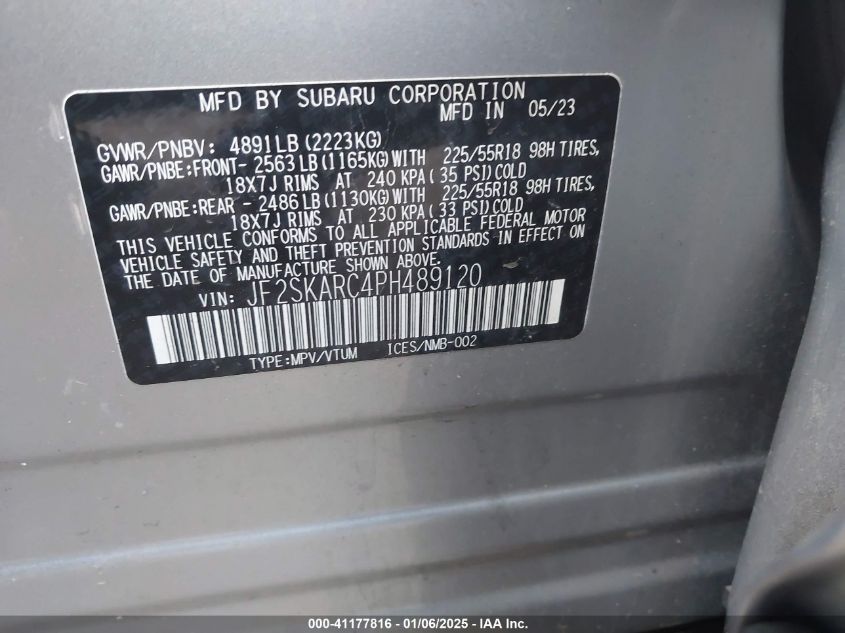 MFD BY SUBARU CORPORATION
MFD IN 05/23
GVWR/PNBV: 4891LB (2223KG)
GAWR/PNBE:FRONT- 2563LB(1165KG)WITH 225/55R18 98H TIRES,
18X7J RIMS AT 240 KPA( 35 PSI)COLD
GAWR/PNBE:REAR - 2486LB(1130KG)WITH 225/55R18 98H TIRES,
18X7J RIMS AT 230 KPA( 33 PSI)COLD
THIS VEHICLE CONFORMS TO ALL APPLICABLE FEDERAL MOTOR
VEHICLE SAFETY AND THEFT PREVENTION STANDARDS IN EFFECT ON
THE DATE OF MANUFACTURE SHOWN ABOVE.
VIN: JF2SKARC4PH489120
TYPE:MPV/VTUM ICES/NMB-002
000-41177816 - 01/06/2025 - IAA Inc.